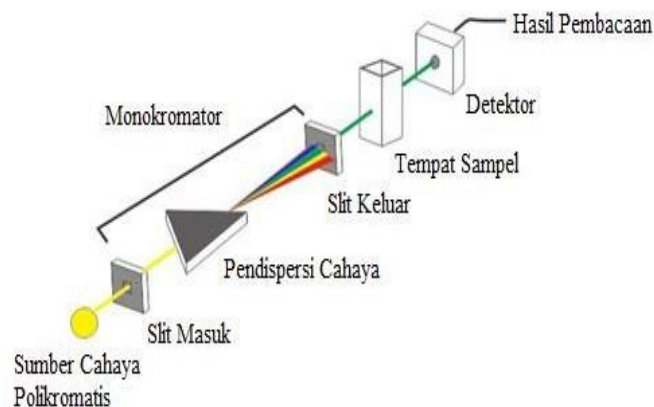 Hasil Pembacaan
Detektor
Monokromator
Tempat Sampel
Slit Keluar
Pendispersi Cahaya
Slit Masuk
Sumber Cahaya
Polikromatis